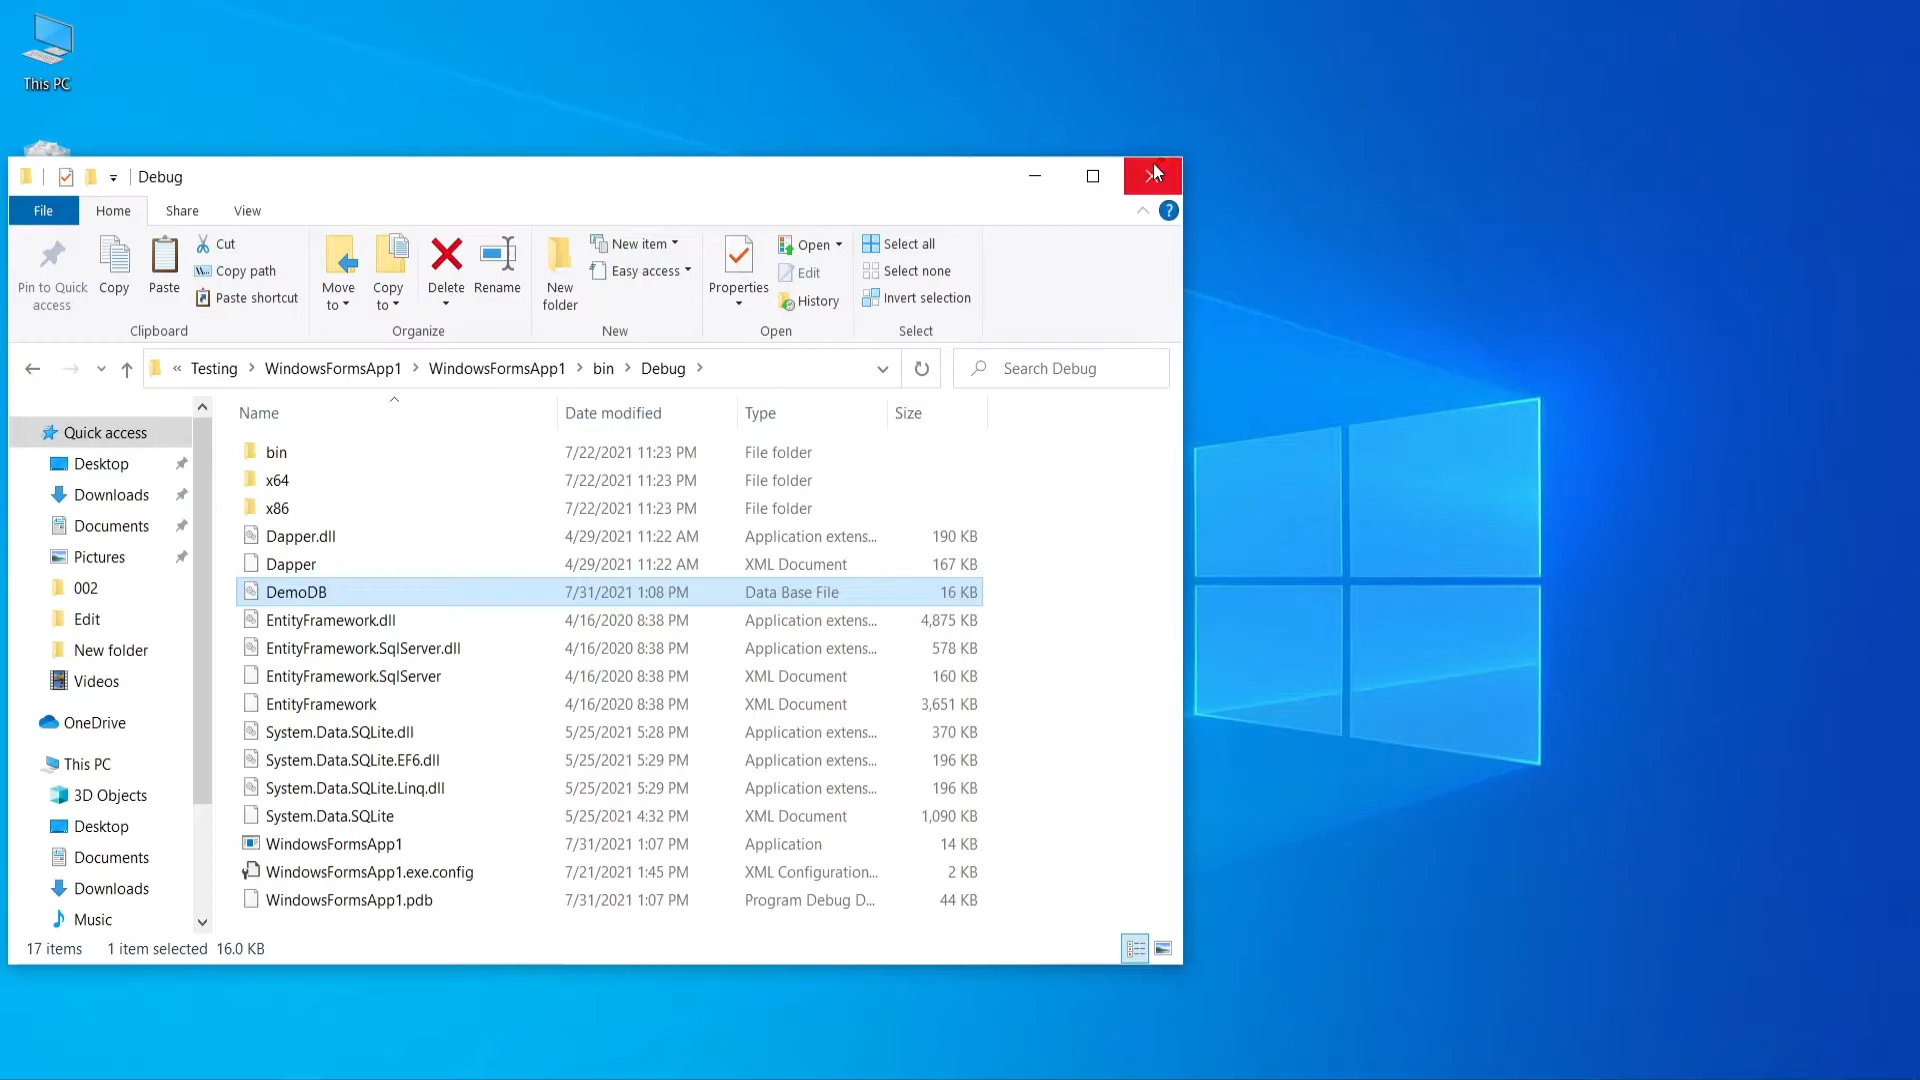 This PC
Debug
File Home Share View
?
Pin to Quick access
Copy
Paste
Cut
Copy path
Paste shortcut
Clipboard
Move to
Copy to
Delete
Rename
Organize
New folder
New item
Easy access
New
Properties
Open
Edit
History
Open
Select all
Select none
Invert selection
Select
« Testing > WindowsFormsApp1 > WindowsFormsApp1 > bin > Debug >
Search Debug
Quick access
Desktop
Downloads
Documents
Pictures
002
Edit
New folder
Videos
OneDrive
This PC
3D Objects
Desktop
Documents
Downloads
Music
Name Date modified Type Size
bin 7/22/2021 11:23 PM File folder
x64 7/22/2021 11:23 PM File folder
x86 7/22/2021 11:23 PM File folder
Dapper.dll 4/29/2021 11:22 AM Application extens... 190 KB
Dapper 4/29/2021 11:22 AM XML Document 167 KB
DemoDB 7/31/2021 1:08 PM Data Base File 16 KB
EntityFramework.dll 4/16/2020 8:38 PM Application extens... 4,875 KB
EntityFramework.SqlServer.dll 4/16/2020 8:38 PM Application extens... 578 KB
EntityFramework.SqlServer 4/16/2020 8:38 PM XML Document 160 KB
EntityFramework 4/16/2020 8:38 PM XML Document 3,651 KB
System.Data.SQLite.dll 5/25/2021 5:28 PM Application extens... 370 KB
System.Data.SQLite.EF6.dll 5/25/2021 5:29 PM Application extens... 196 KB
System.Data.SQLite.Linq.dll 5/25/2021 5:29 PM Application extens... 196 KB
System.Data.SQLite 5/25/2021 4:32 PM XML Document 1,090 KB
WindowsFormsApp1 7/31/2021 1:07 PM Application 14 KB
WindowsFormsApp1.exe.config 7/21/2021 1:45 PM XML Configuration... 2 KB
WindowsFormsApp1.pdb 7/31/2021 1:07 PM Program Debug D... 44 KB
17 items 1 item selected 16.0 KB